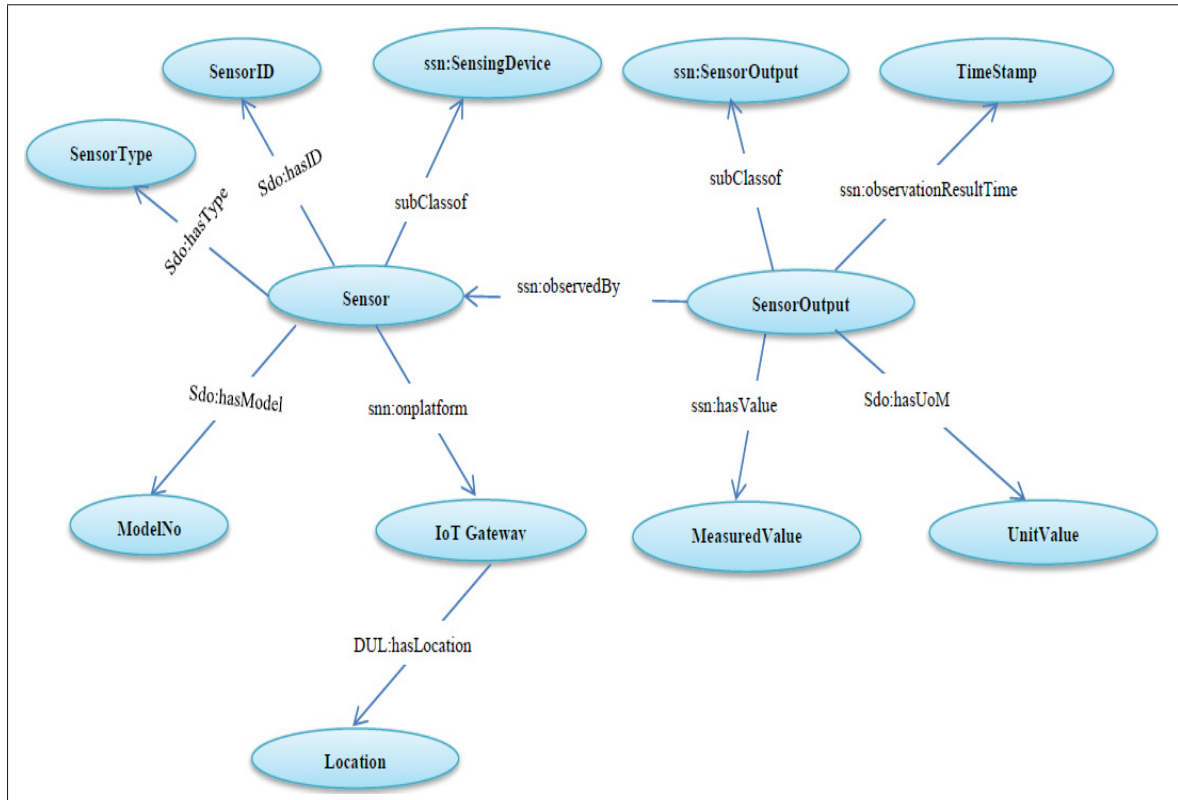 SensorID
ssn:SensingDevice
ssn:SensorOutput
TimeStamp
SensorType
Sdo:hasID
Sdo:hasType
subClassof
subClassof
ssn:observationResultTime
Sensor
ssn:observedBy
SensorOutput
Sdo:hasModel
snn:onplatform
ssn:hasValue
Sdo:hasUoM
ModelNo
IoT Gateway
MeasuredValue
UnitValue
DUL:hasLocation
Location